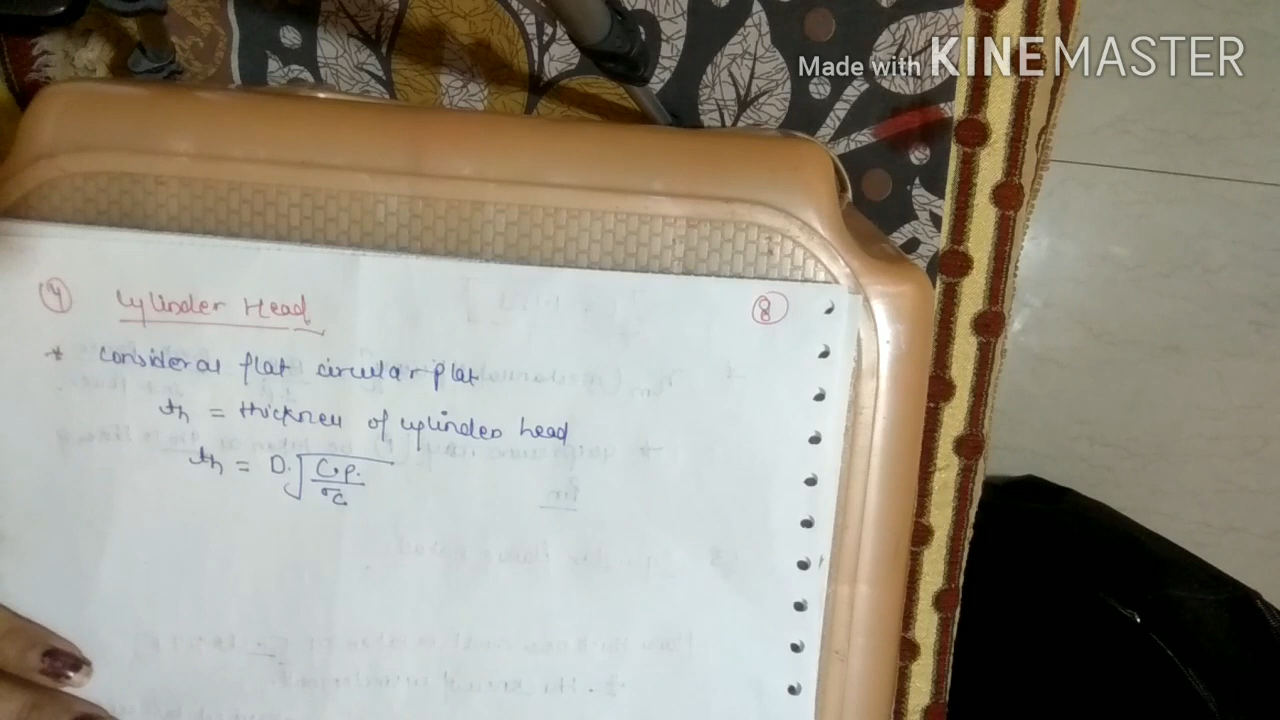 Made with KINEMASTER
4 Cylinder Head 8
* consider as flat circular plat
th = thickness of cylinder head
th = D.√(C.p. / σc)